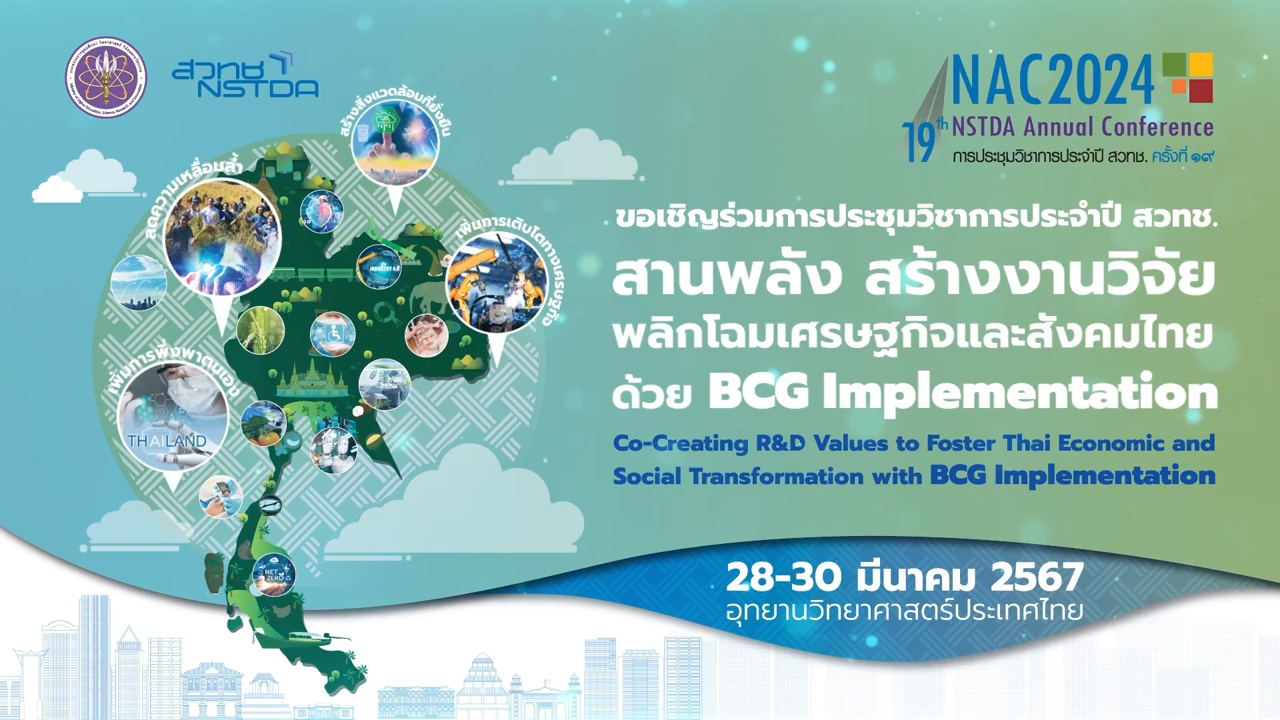 สวทช
NSTDA
NAC2024
19th NSTDA Annual Conference
การประชุมวิชาการประจำปี สวทช. ครั้งที่ ๑๙
สร้างสิ่งแวดล้อมที่ยั่งยืน
ลดความเหลื่อมล้ำ
เพิ่มการเติบโตทางเศรษฐกิจ
INDUSTRY 4.0
เพิ่มการพึ่งพาตนเอง
THAILAND
NET
ZERO
ขอเชิญร่วมการประชุมวิชาการประจำปี สวทช.
สานพลัง สร้างงานวิจัย
พลิกโฉมเศรษฐกิจและสังคมไทย
ด้วย BCG Implementation
Co-Creating R&D Values to Foster Thai Economic and
Social Transformation with BCG Implementation
28-30 มีนาคม 2567
อุทยานวิทยาศาสตร์ประเทศไทย